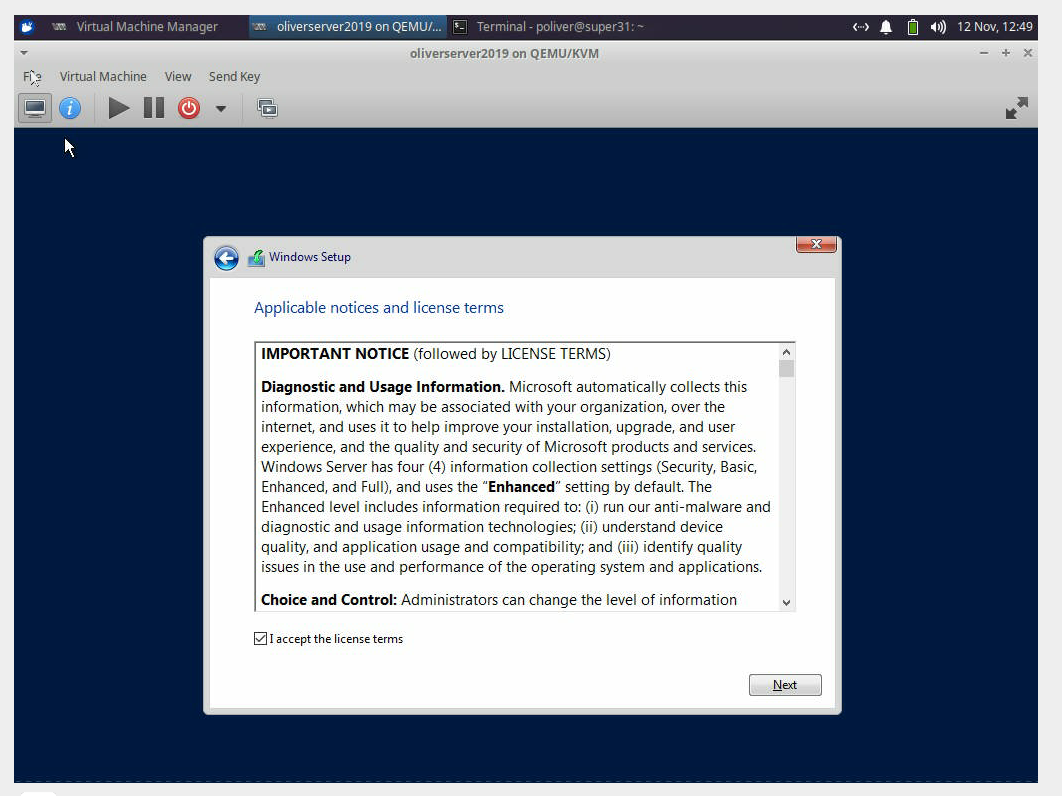 Virtual Machine Manager
oliverserver2019 on QEMU/...
Terminal - poliver@super31: ~
12 Nov, 12:49
oliverserver2019 on QEMU/KVM
File Virtual Machine View Send Key
Windows Setup
Applicable notices and license terms
IMPORTANT NOTICE (followed by LICENSE TERMS)
Diagnostic and Usage Information. Microsoft automatically collects this
information, which may be associated with your organization, over the
internet, and uses it to help improve your installation, upgrade, and user
experience, and the quality and security of Microsoft products and services.
Windows Server has four (4) information collection settings (Security, Basic,
Enhanced, and Full), and uses the “Enhanced” setting by default. The
Enhanced level includes information required to: (i) run our anti-malware and
diagnostic and usage information technologies; (ii) understand device
quality, and application usage and compatibility; and (iii) identify quality
issues in the use and performance of the operating system and applications.
Choice and Control: Administrators can change the level of information
I accept the license terms
Next